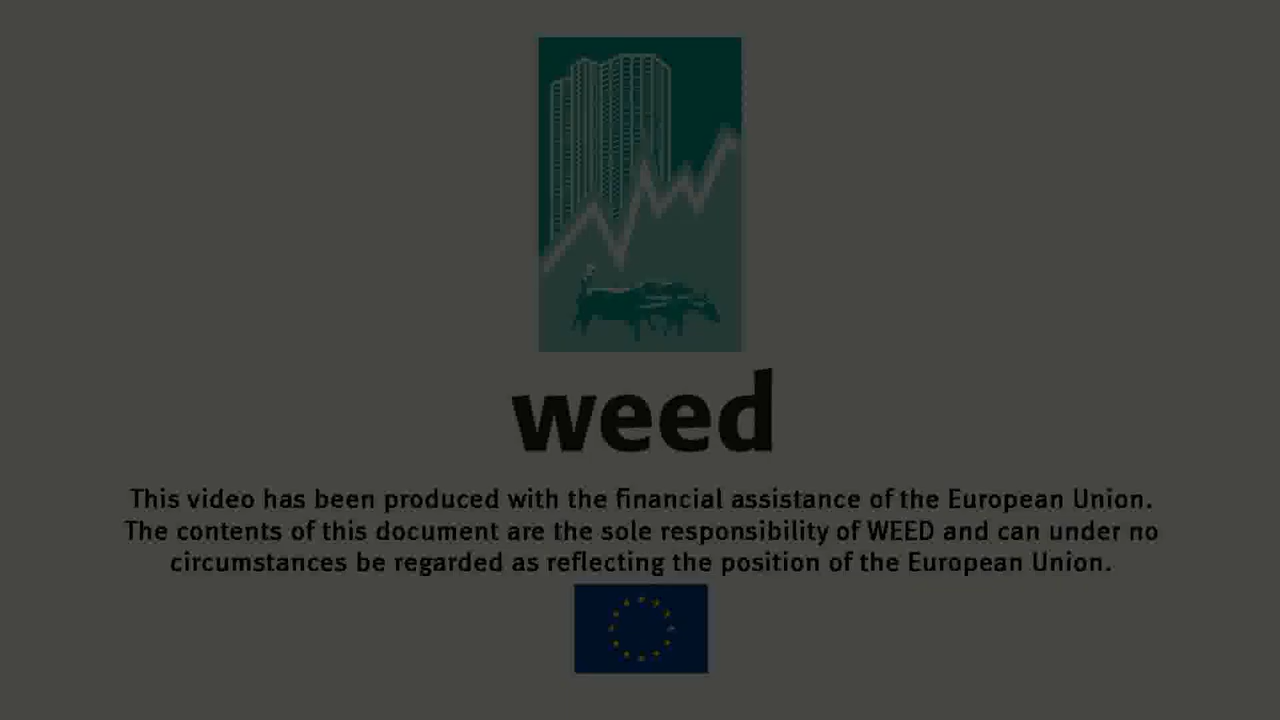 weed
This video has been produced with the financial assistance of the European Union.
The contents of this document are the sole responsibility of WEED and can under no
circumstances be regarded as reflecting the position of the European Union.